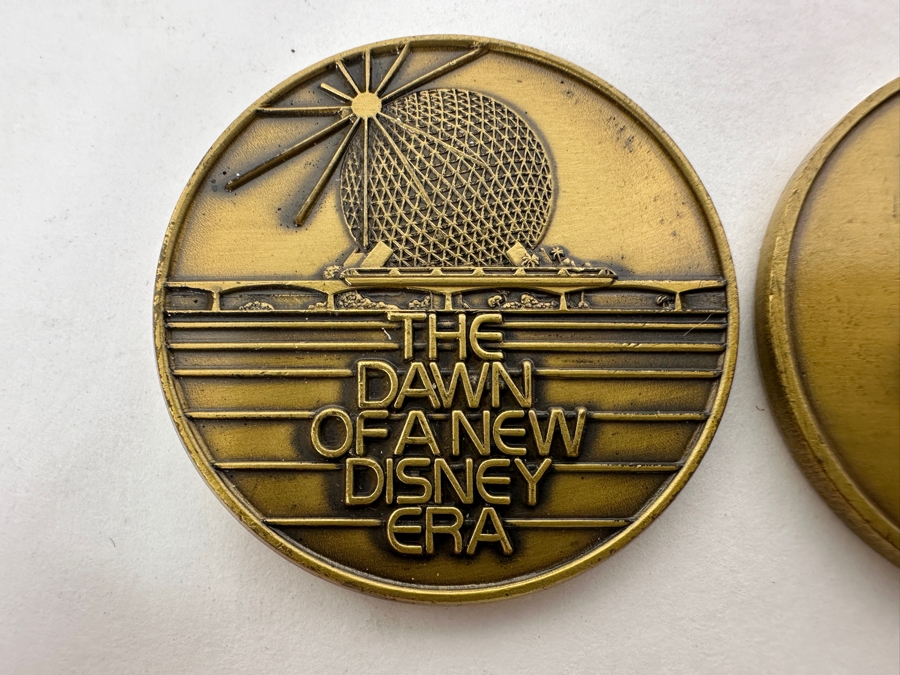 THE
DAWN
OF A NEW
DISNEY
ERA